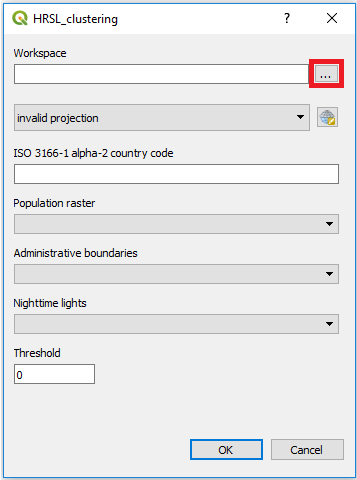 HRSL_clustering ? ×
Workspace
...
invalid projection
ISO 3166-1 alpha-2 country code
Population raster
Administrative boundaries
Nighttime lights
Threshold
0
OK Cancel